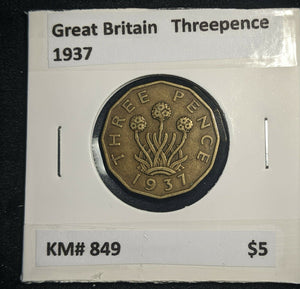 Great Britain Threepence
1937
THREE PENCE
1937
KM# 849 $5